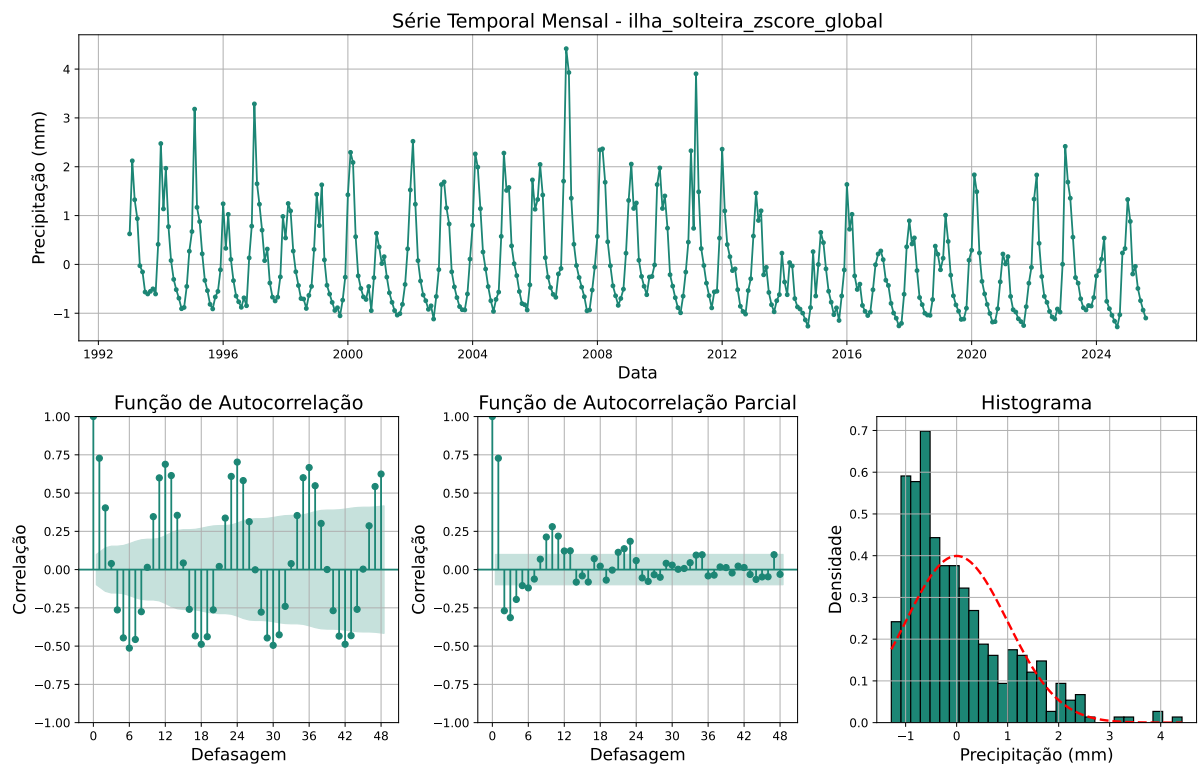 Série Temporal Mensal - ilha_solteira_zscore_global
Precipitação (mm)
4
3
2
1
0
−1
1992 1996 2000 2004 2008 2012 2016 2020 2024
Data
Função de Autocorrelação
Correlação
1.00
0.75
0.50
0.25
0.00
−0.25
−0.50
−0.75
−1.00
0 6 12 18 24 30 36 42 48
Defasagem
Função de Autocorrelação Parcial
Correlação
1.00
0.75
0.50
0.25
0.00
−0.25
−0.50
−0.75
−1.00
0 6 12 18 24 30 36 42 48
Defasagem
Histograma
Densidade
0.7
0.6
0.5
0.4
0.3
0.2
0.1
0.0
−1 0 1 2 3 4
Precipitação (mm)